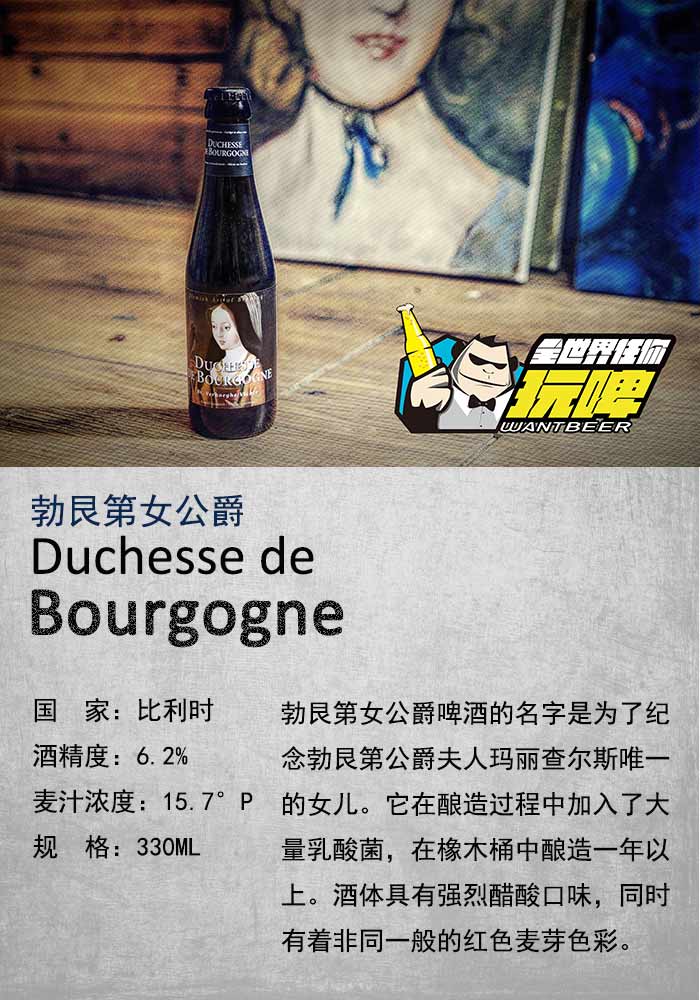 DUCHESSE
DE BOURGOGNE
DUCHESSE
DE BOURGOGNE
全世界任你
玩啤
WANTBEER
勃艮第女公爵
Duchesse de
Bourgogne
国 家：比利时
酒精度：6.2%
麦汁浓度：15.7°P
规 格：330ML
勃艮第女公爵啤酒的名字是为了纪
念勃艮第公爵夫人玛丽查尔斯唯一
的女儿。它在酿造过程中加入了大
量乳酸菌，在橡木桶中酿造一年以
上。酒体具有强烈醋酸口味，同时
有着非同一般的红色麦芽色彩。